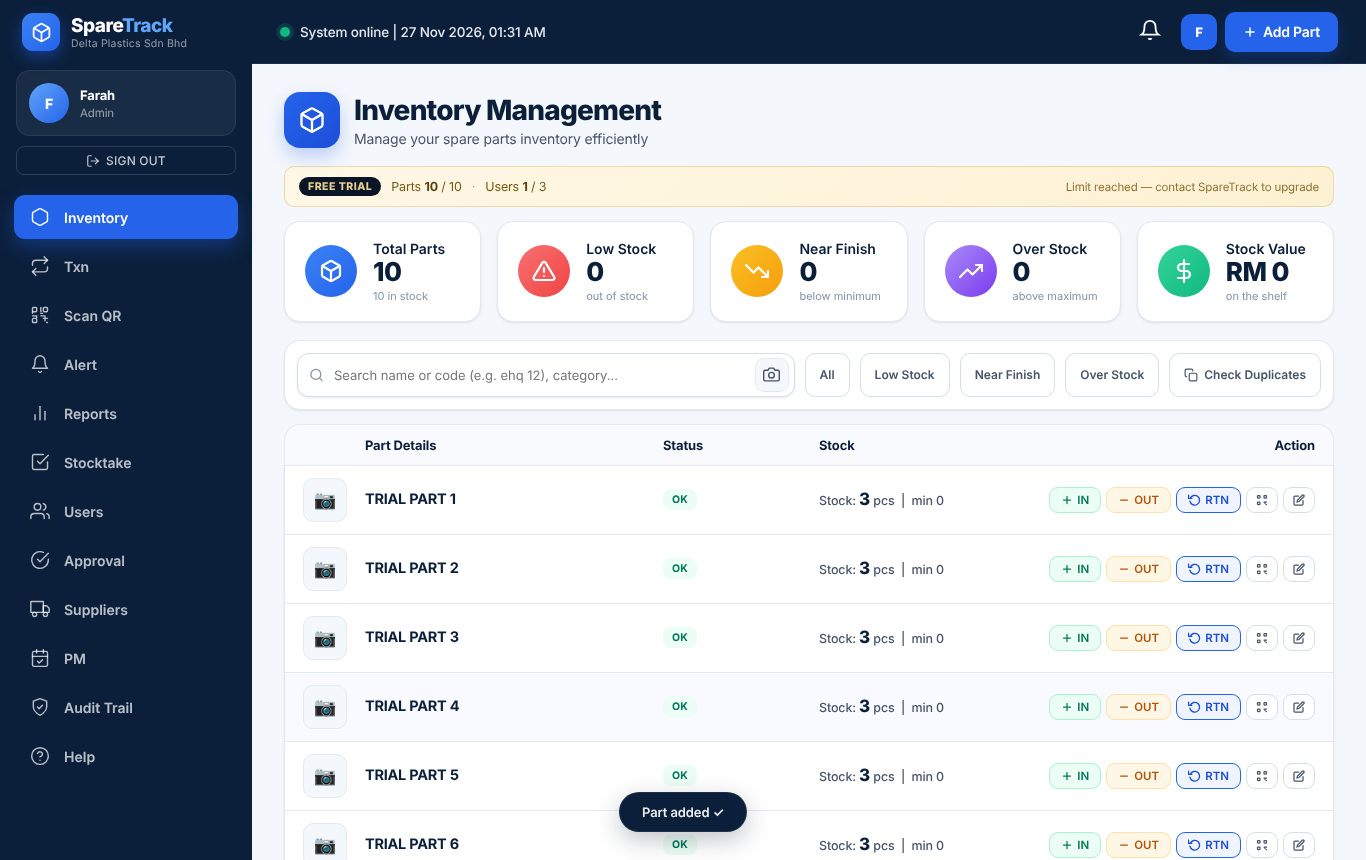 SpareTrack
Delta Plastics Sdn Bhd
System online | 27 Nov 2026, 01:31 AM
F
+ Add Part
F
Farah
Admin
SIGN OUT
Inventory
Txn
Scan QR
Alert
Reports
Stocktake
Users
Approval
Suppliers
PM
Audit Trail
Help
Inventory Management
Manage your spare parts inventory efficiently
FREE TRIAL Parts 10 / 10 · Users 1 / 3 Limit reached — contact SpareTrack to upgrade
Total Parts
10
10 in stock
Low Stock
0
out of stock
Near Finish
0
below minimum
Over Stock
0
above maximum
Stock Value
RM 0
on the shelf
Search name or code (e.g. ehq 12), category...
All
Low Stock
Near Finish
Over Stock
Check Duplicates
Part Details Status Stock Action
TRIAL PART 1 OK Stock: 3 pcs | min 0 + IN − OUT RTN
TRIAL PART 2 OK Stock: 3 pcs | min 0 + IN − OUT RTN
TRIAL PART 3 OK Stock: 3 pcs | min 0 + IN − OUT RTN
TRIAL PART 4 OK Stock: 3 pcs | min 0 + IN − OUT RTN
TRIAL PART 5 OK Stock: 3 pcs | min 0 + IN − OUT RTN
Part added ✓
TRIAL PART 6 OK Stock: 3 pcs | min 0 + IN − OUT RTN